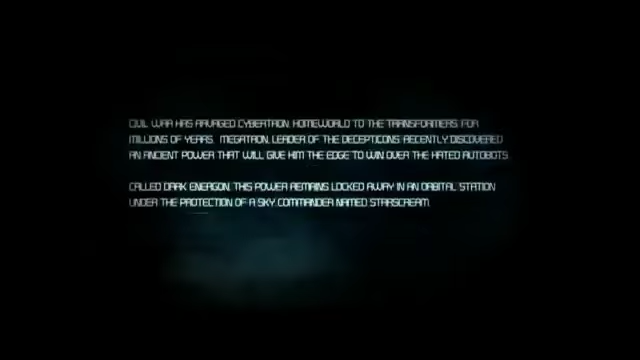 CIVIL WAR HAS RAVAGED CYBERTRON, HOMEWORLD TO THE TRANSFORMERS, FOR
MILLIONS OF YEARS. MEGATRON, LEADER OF THE DECEPTICONS, RECENTLY DISCOVERED
AN ANCIENT POWER THAT WILL GIVE HIM THE EDGE TO WIN OVER THE HATED AUTOBOTS.
CALLED DARK ENERGON, THIS POWER REMAINS LOCKED AWAY IN AN ORBITAL STATION
UNDER THE PROTECTION OF A SKY COMMANDER NAMED STARSCREAM.